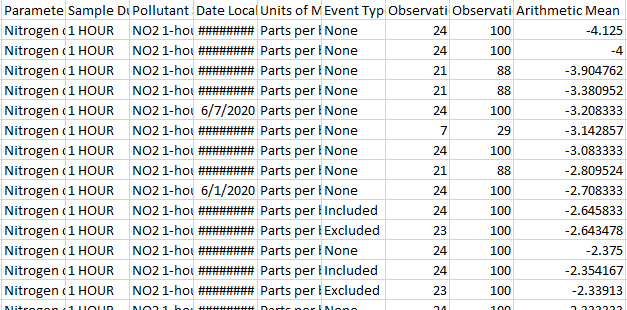 Paramete Sample Du Pollutant Date Loca Units of M Event Typ Observati Observati Arithmetic Mean
Nitrogen 1 HOUR NO2 1-hou ######## Parts per None 24 100 -4.125
Nitrogen 1 HOUR NO2 1-hou ######## Parts per None 24 100 -4
Nitrogen 1 HOUR NO2 1-hou ######## Parts per None 21 88 -3.904762
Nitrogen 1 HOUR NO2 1-hou ######## Parts per None 21 88 -3.380952
Nitrogen 1 HOUR NO2 1-hou 6/7/2020 Parts per None 24 100 -3.208333
Nitrogen 1 HOUR NO2 1-hou ######## Parts per None 7 29 -3.142857
Nitrogen 1 HOUR NO2 1-hou ######## Parts per None 24 100 -3.083333
Nitrogen 1 HOUR NO2 1-hou ######## Parts per None 21 88 -2.809524
Nitrogen 1 HOUR NO2 1-hou 6/1/2020 Parts per None 24 100 -2.708333
Nitrogen 1 HOUR NO2 1-hou ######## Parts per Included 24 100 -2.645833
Nitrogen 1 HOUR NO2 1-hou ######## Parts per Excluded 23 100 -2.643478
Nitrogen 1 HOUR NO2 1-hou ######## Parts per None 24 100 -2.375
Nitrogen 1 HOUR NO2 1-hou ######## Parts per Included 24 100 -2.354167
Nitrogen 1 HOUR NO2 1-hou ######## Parts per Excluded 23 100 -2.33913